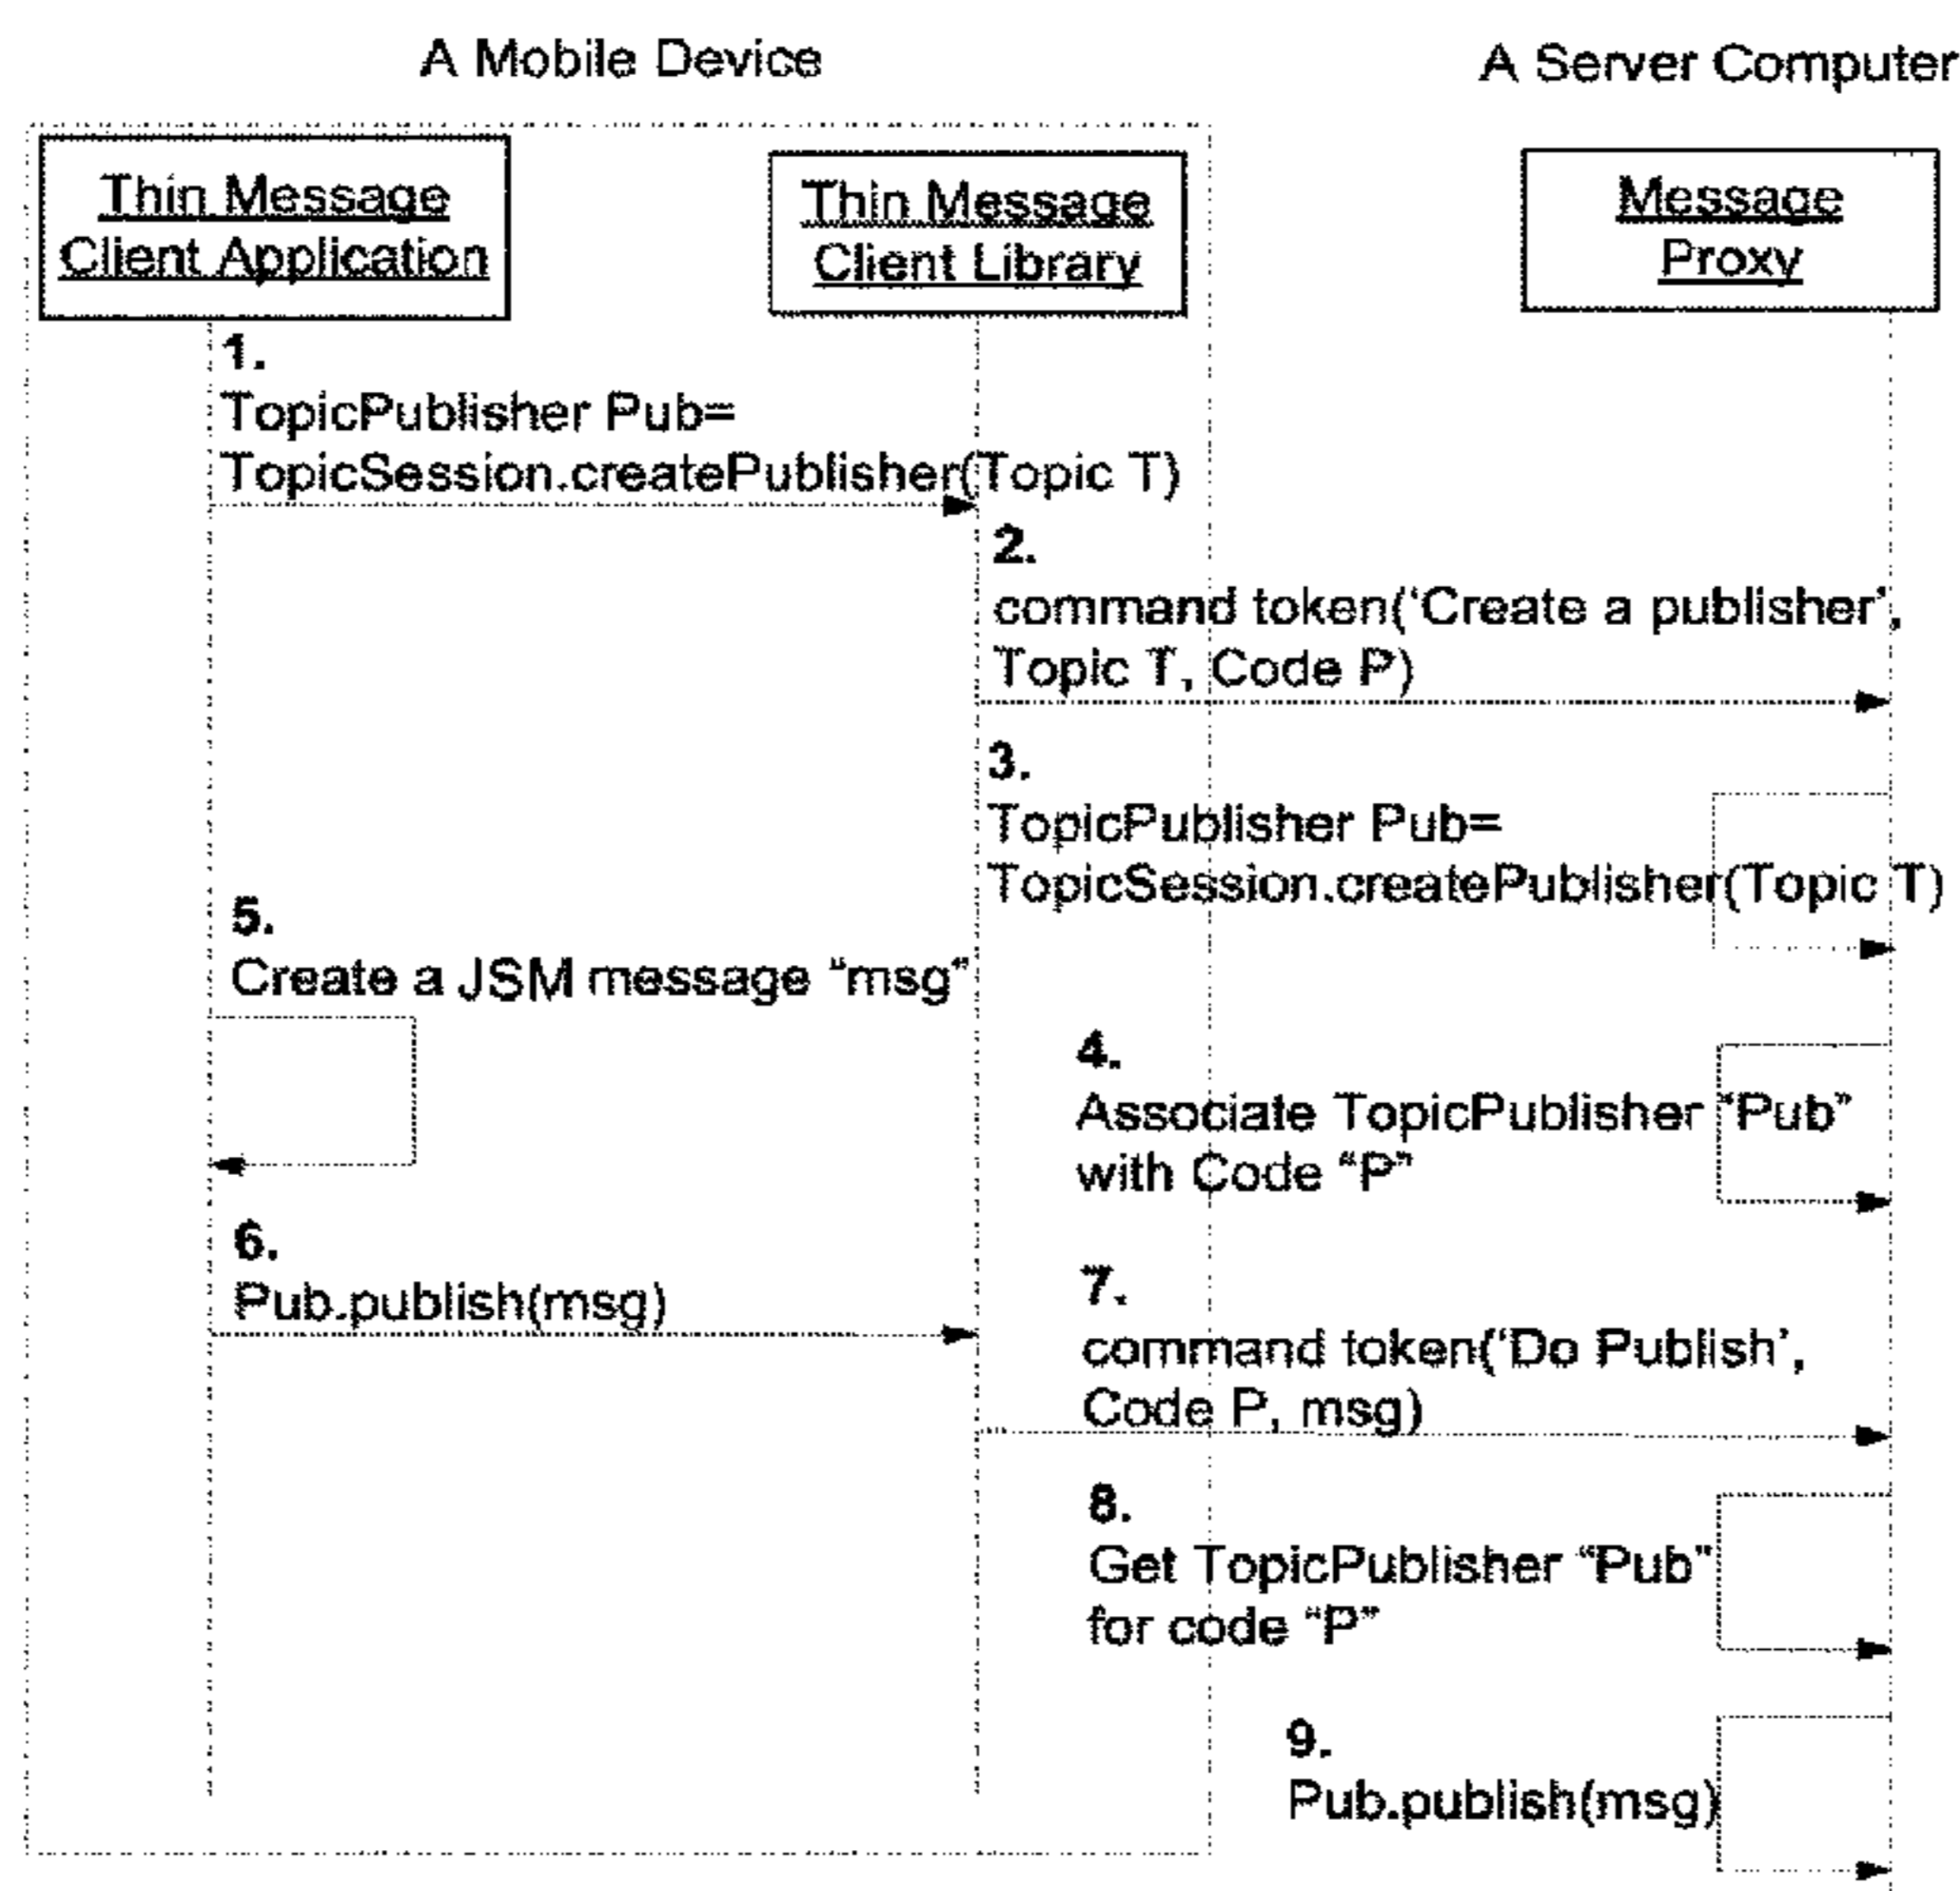 A Mobile Device
A Server Computer
Thin Message
Client Application
Thin Message
Client Library
Message
Proxy
1.
TopicPublisher Pub=
TopicSession.createPublisher(Topic T)
2.
command token(‘Create a publisher’,
Topic T, Code P)
3.
TopicPublisher Pub=
TopicSession.createPublisher(Topic T)
5.
Create a JSM message “msg”
4.
Associate TopicPublisher “Pub”
with Code “P”
6.
Pub.publish(msg)
7.
command token(‘Do Publish’,
Code P, msg)
8.
Get TopicPublisher “Pub”
for code “P”
9.
Pub.publish(msg)